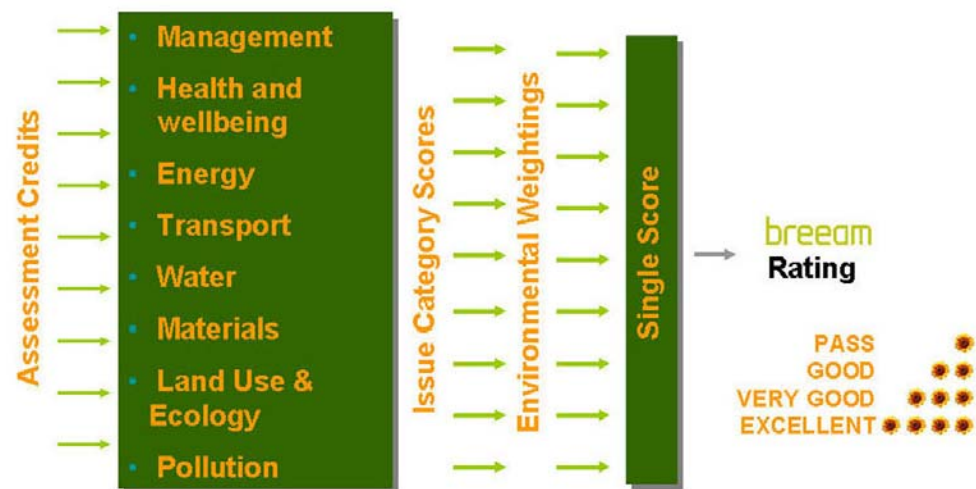 Assessment Credits
Management
Health and
wellbeing
Energy
Transport
Water
Materials
Land Use &
Ecology
Pollution
Issue Category Scores
Environmental Weightings
Single Score
breeam
Rating
PASS
GOOD
VERY GOOD
EXCELLENT